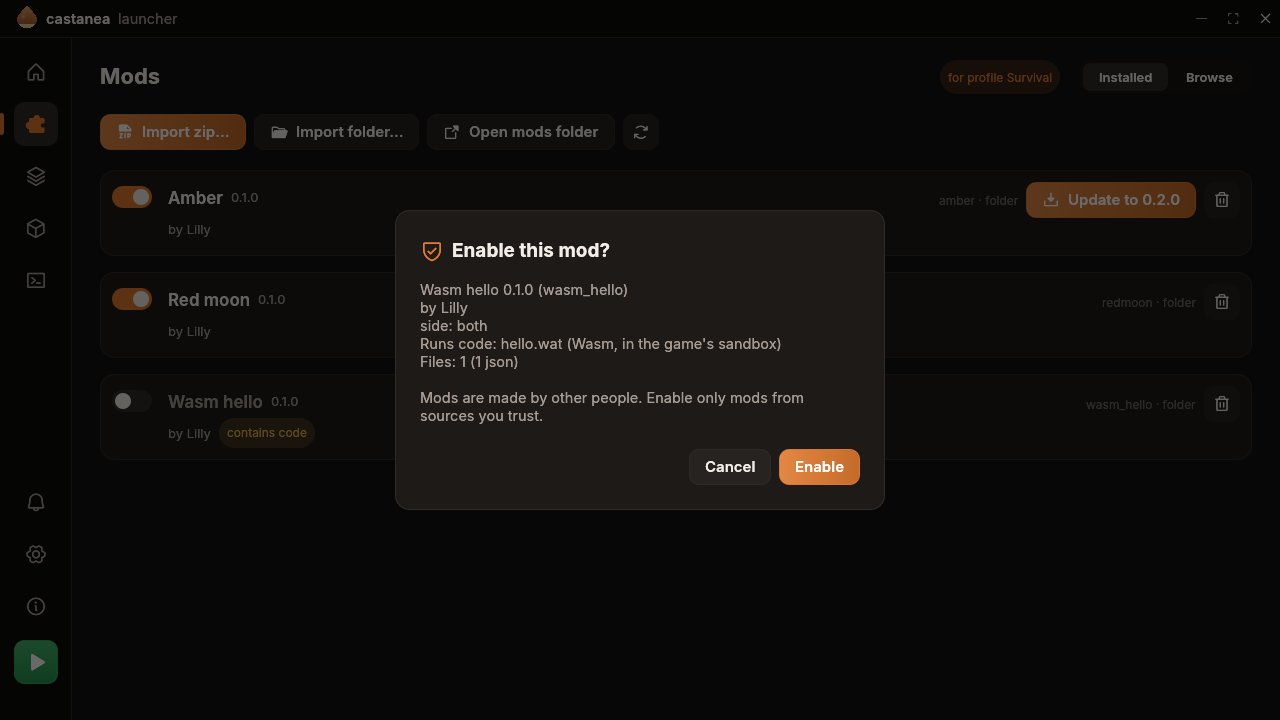 castanea launcher
Mods
for profile Survival
Installed
Browse
ZIP
Import zip...
Import folder...
Open mods folder
Amber 0.1.0
by Lilly
amber · folder
Update to 0.2.0
Red moon 0.1.0
by Lilly
redmoon · folder
Wasm hello 0.1.0
by Lilly
contains code
wasm_hello · folder
Enable this mod?
Wasm hello 0.1.0 (wasm_hello)
by Lilly
side: both
Runs code: hello.wat (Wasm, in the game's sandbox)
Files: 1 (1 json)
Mods are made by other people. Enable only mods from
sources you trust.
Cancel
Enable